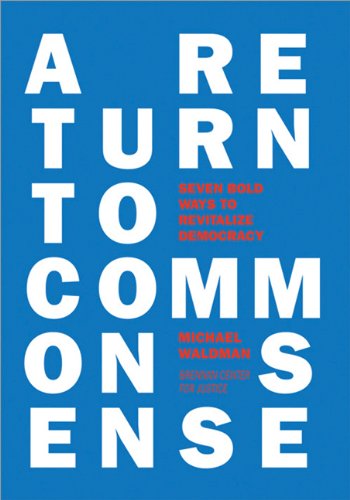 A RE
TURN
TO
SEVEN BOLD
WAYS TO
REVITALIZE
DEMOCRACY
COMM
ON S
MICHAEL
WALDMAN
BRENNAN CENTER
FOR JUSTICE
ENSE